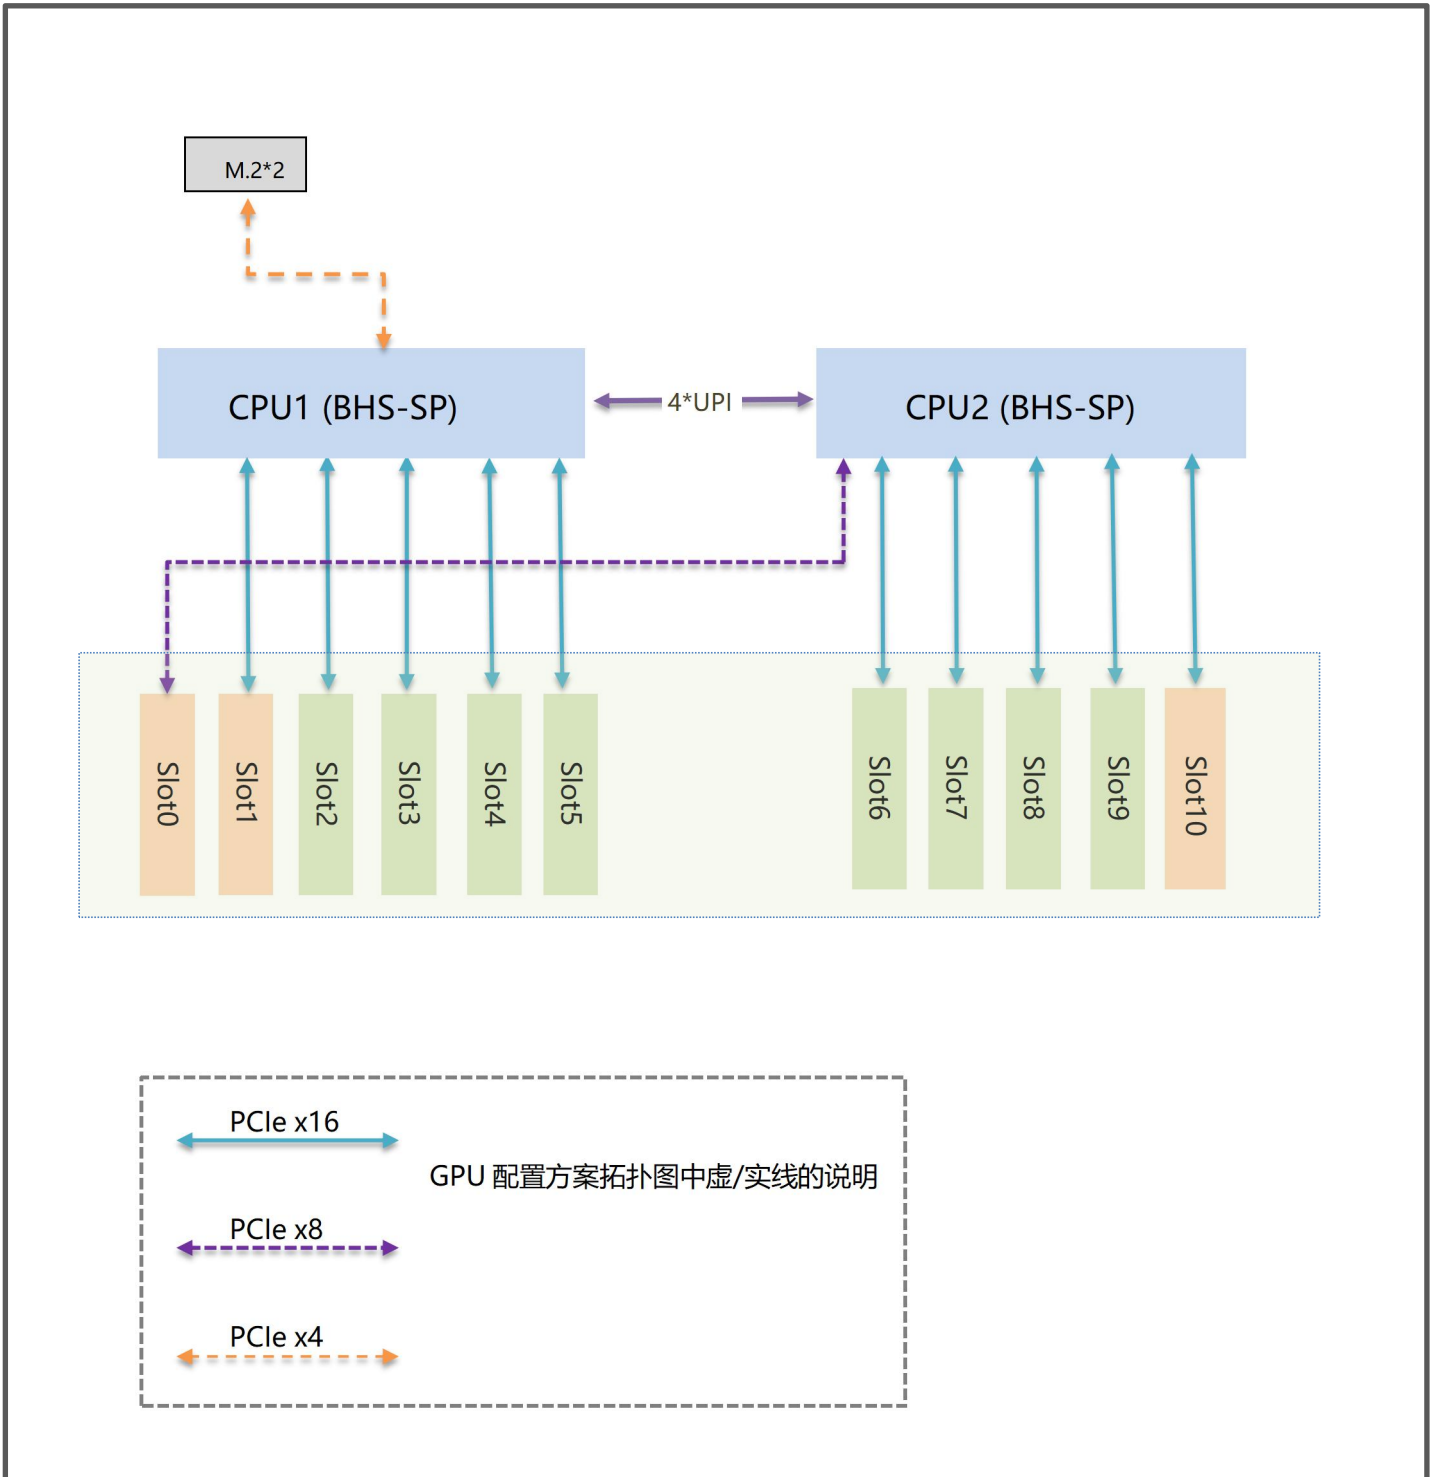 M.2*2
CPU1 (BHS-SP)
4*UPI
CPU2 (BHS-SP)
Slot0
Slot1
Slot2
Slot3
Slot4
Slot5
Slot6
Slot7
Slot8
Slot9
Slot10
PCIe x16
GPU 配置方案拓扑图中虚/实线的说明
PCIe x8
PCIe x4